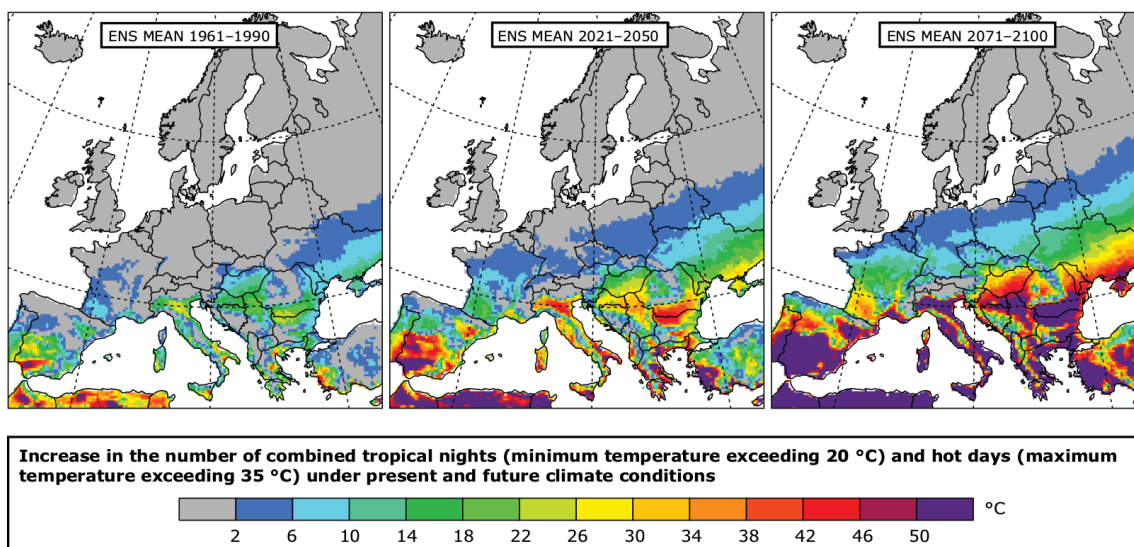 ENS MEAN 1961–1990
ENS MEAN 2021–2050
ENS MEAN 2071–2100
Increase in the number of combined tropical nights (minimum temperature exceeding 20 °C) and hot days (maximum
temperature exceeding 35 °C) under present and future climate conditions
°C
2 6 10 14 18 22 26 30 34 38 42 46 50